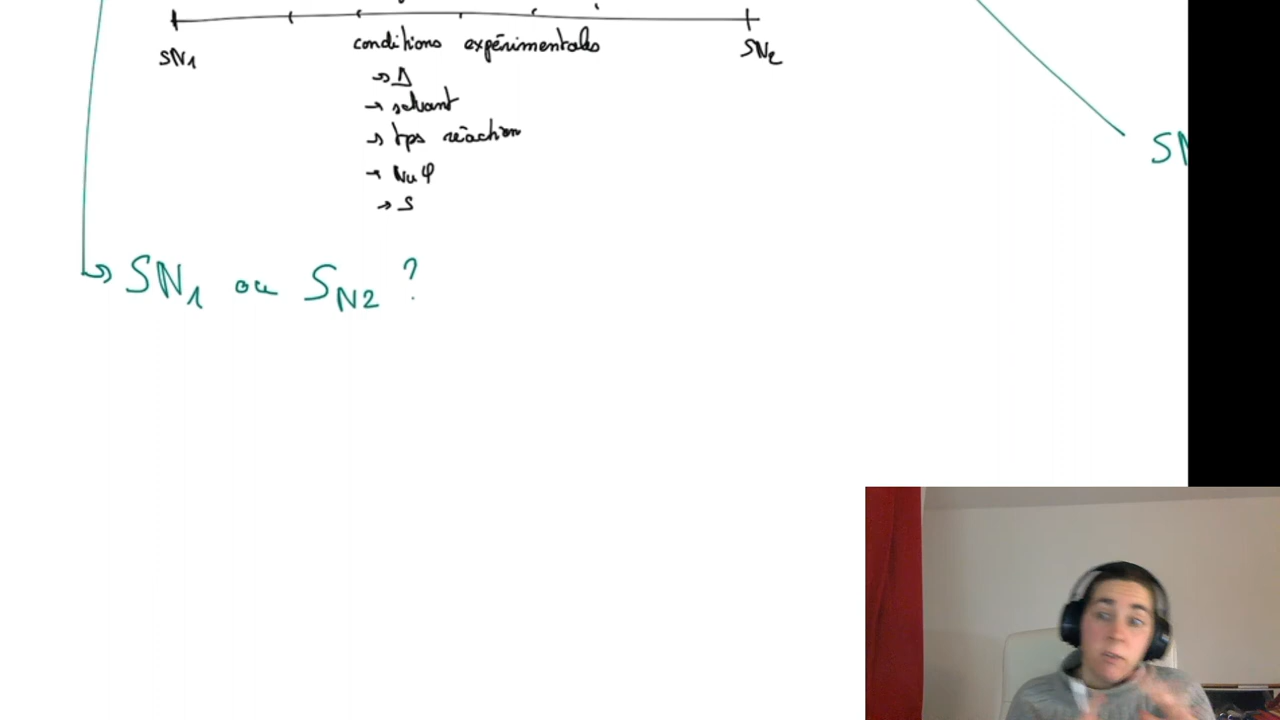 SN1 SN2
conditions expérimentales
→ Δ
→ solvant
→ tps réaction
→ Nuφ
→ S
SN
→ SN1 ou SN2 ?